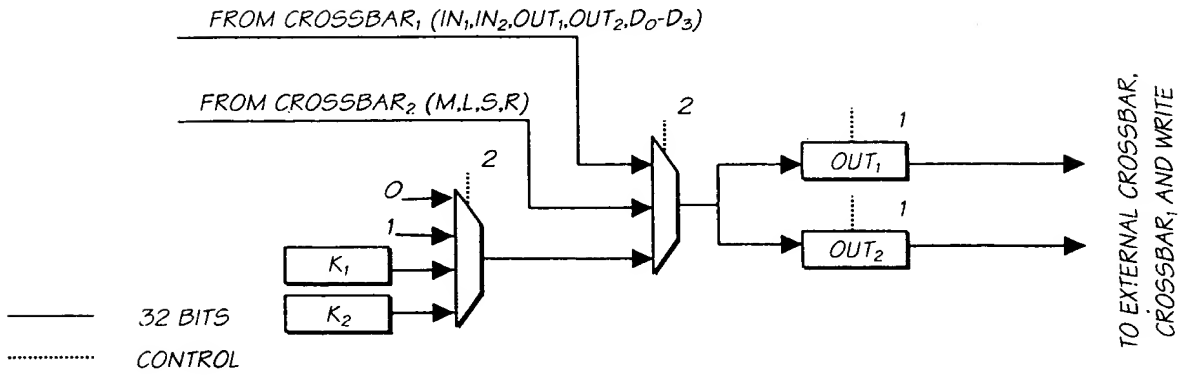 FROM CROSSBAR₁ (IN₁,IN₂,OUT₁,OUT₂,D₀-D₃)
FROM CROSSBAR₂ (M,L,S,R)
2
2
0
1
K₁
K₂
1
OUT₁
1
OUT₂
TO EXTERNAL CROSSBAR,
CROSSBAR₁ AND WRITE
32 BITS
CONTROL